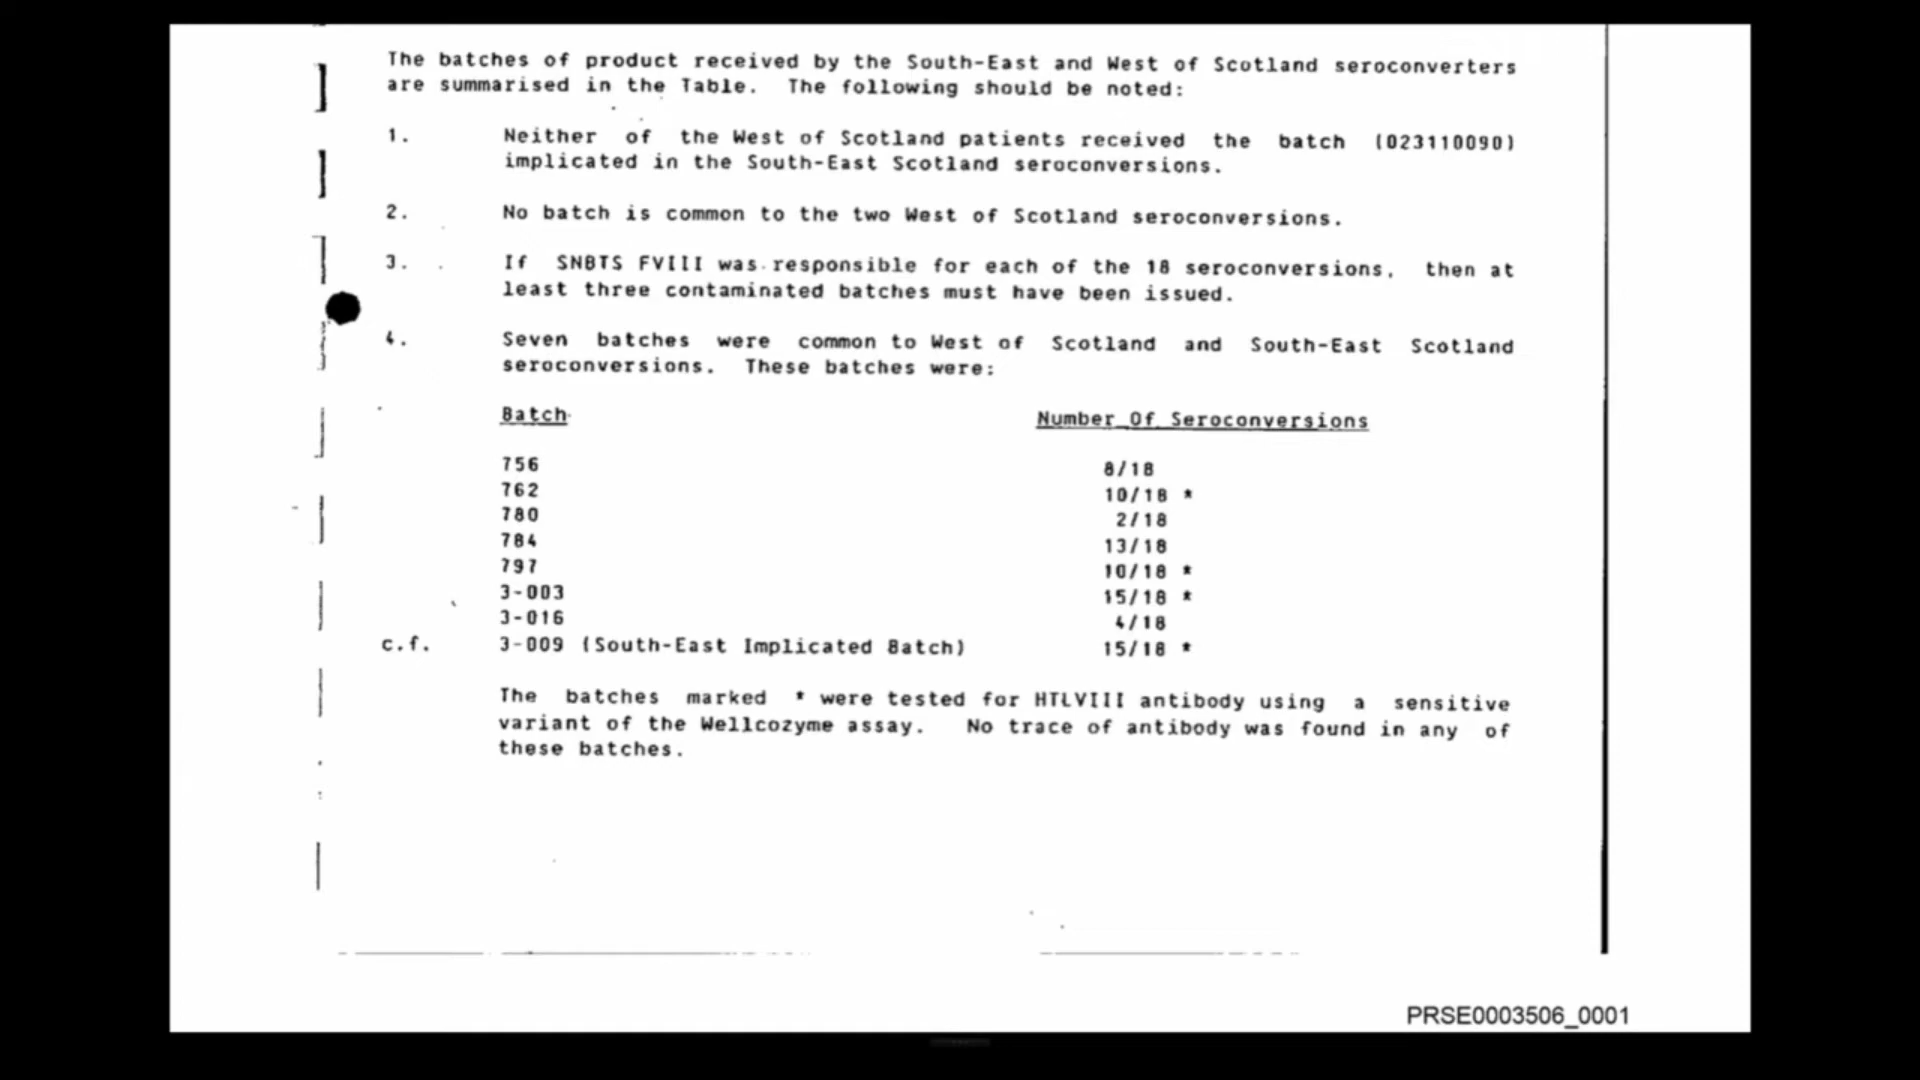 The batches of product received by the South-East and West of Scotland seroconverters
are summarised in the Table. The following should be noted:
1. Neither of the West of Scotland patients received the batch (023110090)
implicated in the South-East Scotland seroconversions.
2. No batch is common to the two West of Scotland seroconversions.
3. If SNBTS FVIII was responsible for each of the 18 seroconversions, then at
least three contaminated batches must have been issued.
4. Seven batches were common to West of Scotland and South-East Scotland
seroconversions. These batches were:
Batch Number Of Seroconversions
756 8/18
762 10/18 *
780 2/18
784 13/18
797 10/18 *
3-003 15/18 *
3-016 4/18
c.f. 3-009 (South-East Implicated Batch) 15/18 *
The batches marked * were tested for HTLVIII antibody using a sensitive
variant of the Wellcozyme assay. No trace of antibody was found in any of
these batches.
PRSE0003506_0001